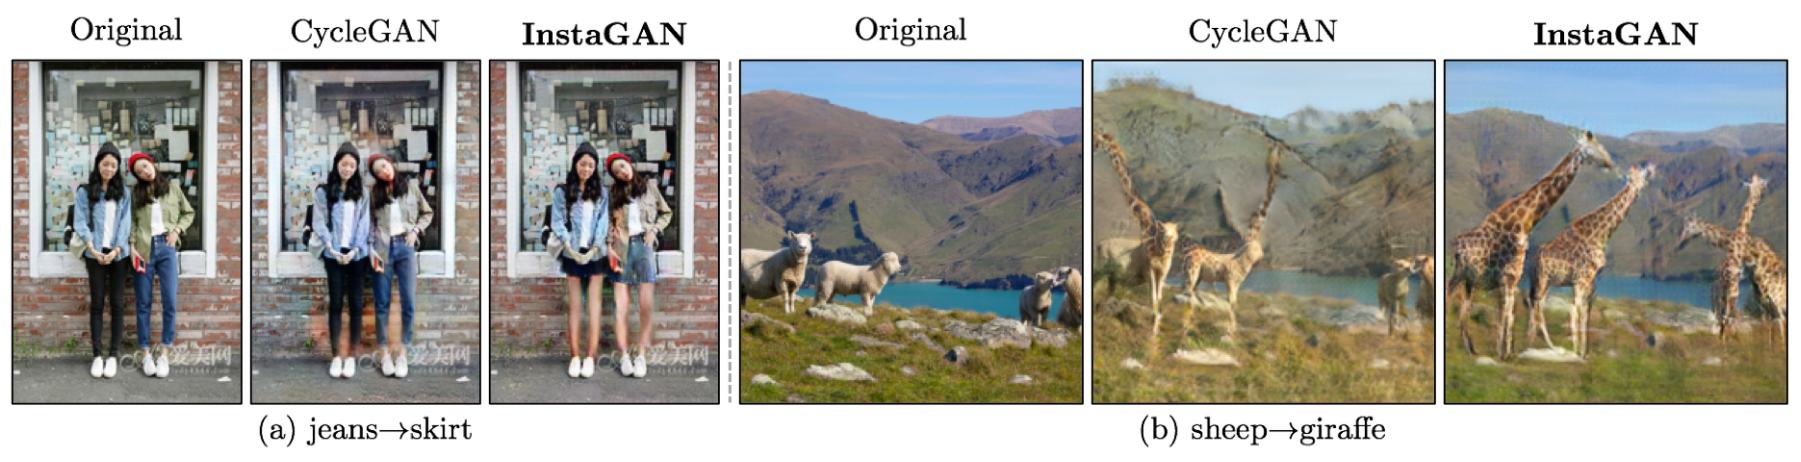 Original CycleGAN InstaGAN Original CycleGAN InstaGAN
(a) jeans→skirt (b) sheep→giraffe